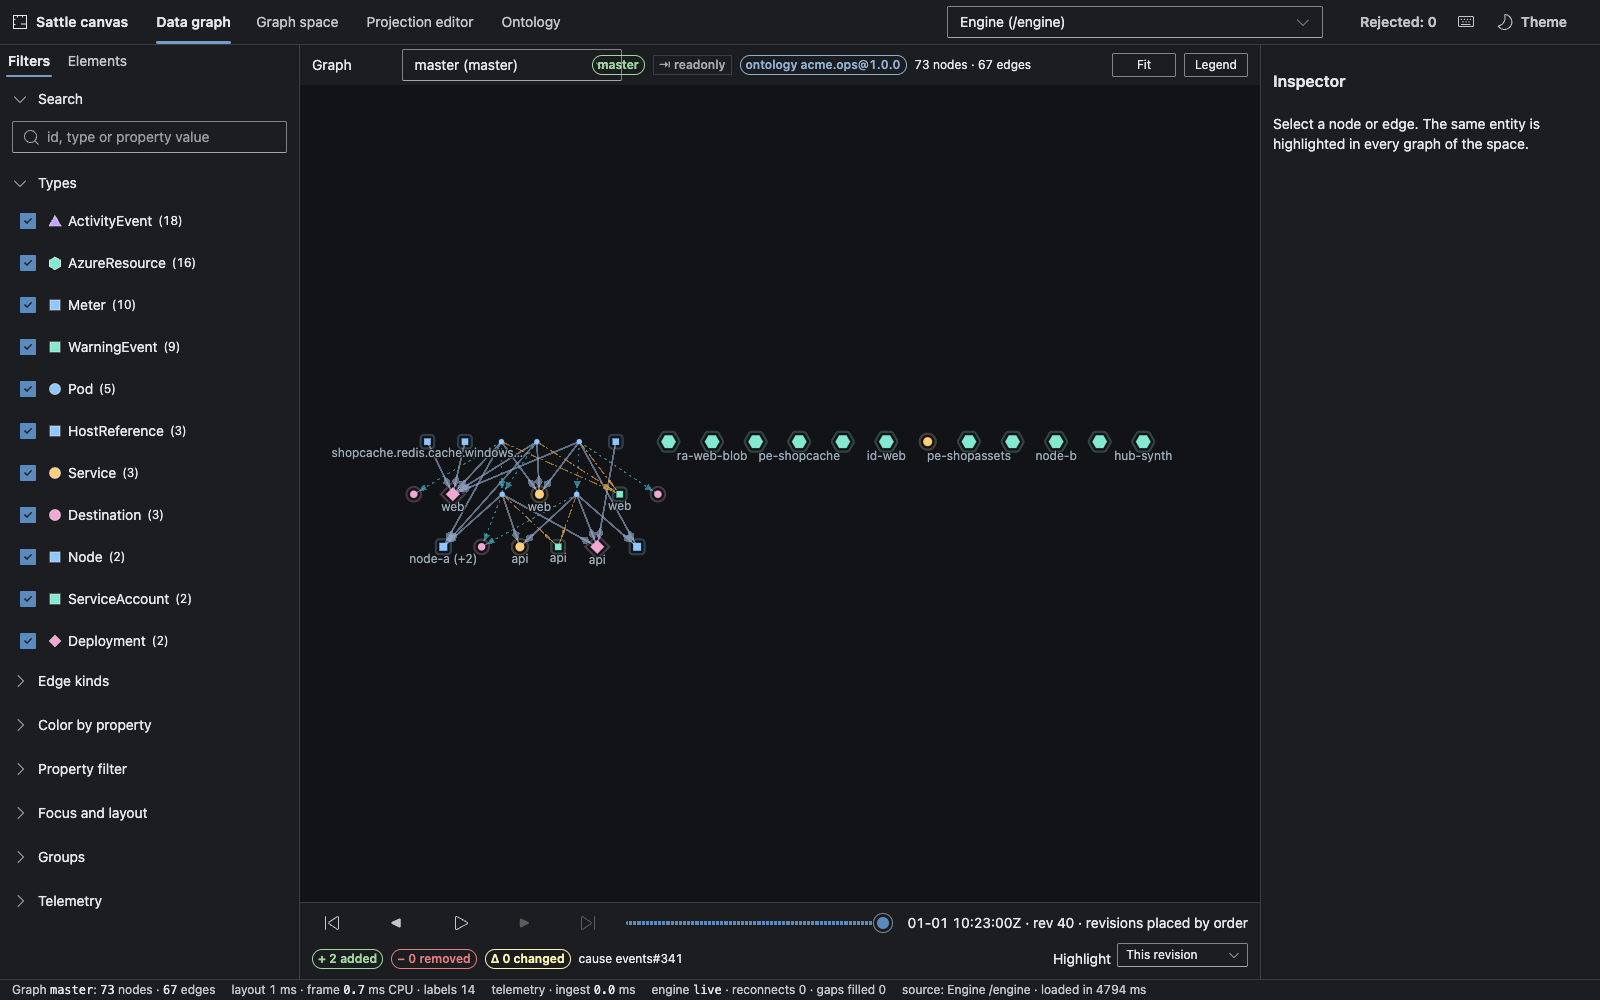 Sattle canvas
Data graph
Graph space
Projection editor
Ontology
Engine (/engine)
Rejected: 0
Theme
Filters
Elements
Search
id, type or property value
Types
ActivityEvent (18)
AzureResource (16)
Meter (10)
WarningEvent (9)
Pod (5)
HostReference (3)
Service (3)
Destination (3)
Node (2)
ServiceAccount (2)
Deployment (2)
Edge kinds
Color by property
Property filter
Focus and layout
Groups
Telemetry
Graph
master (master)
master
readonly
ontology acme.ops@1.0.0
73 nodes · 67 edges
Fit
Legend
shopcache.redis.cache.windows...
ra-web-blob
pe-shopcache
id-web
pe-shopassets
node-b
hub-synth
web
web
web
node-a (+2)
api
api
api
01-01 10:23:00Z · rev 40 · revisions placed by order
+ 2 added
− 0 removed
Δ 0 changed
cause events#341
Highlight
This revision
Inspector
Select a node or edge. The same entity is
highlighted in every graph of the space.
Graph master: 73 nodes · 67 edges
layout 1 ms · frame 0.7 ms CPU · labels 14
telemetry · ingest 0.0 ms
engine live · reconnects 0 · gaps filled 0
source: Engine /engine · loaded in 4794 ms